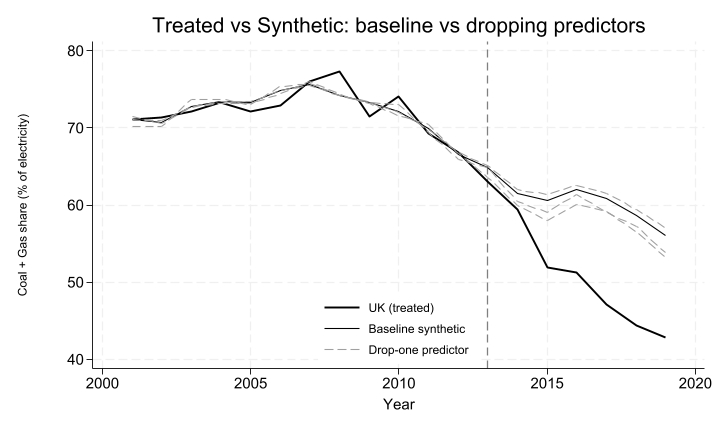 Treated vs Synthetic: baseline vs dropping predictors
Coal + Gas share (% of electricity)
80
70
60
50
40
UK (treated)
Baseline synthetic
Drop-one predictor
2000
2005
2010
2015
2020
Year